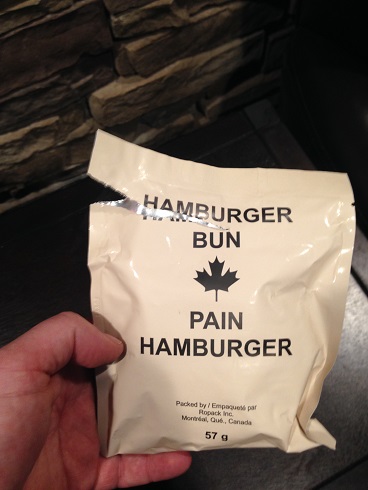 HAMBURGER
BUN
PAIN
HAMBURGER
Packed by / Empaqueté par
Ropack Inc.
Montréal, Qué., Canada
57 g